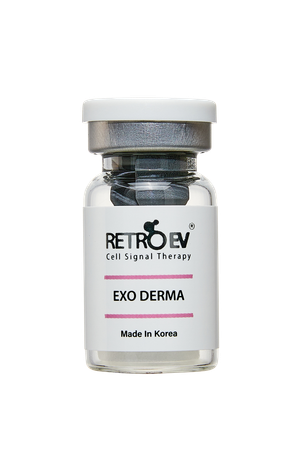 RETROEV®
Cell Signal Therapy
EXO DERMA
Made In Korea